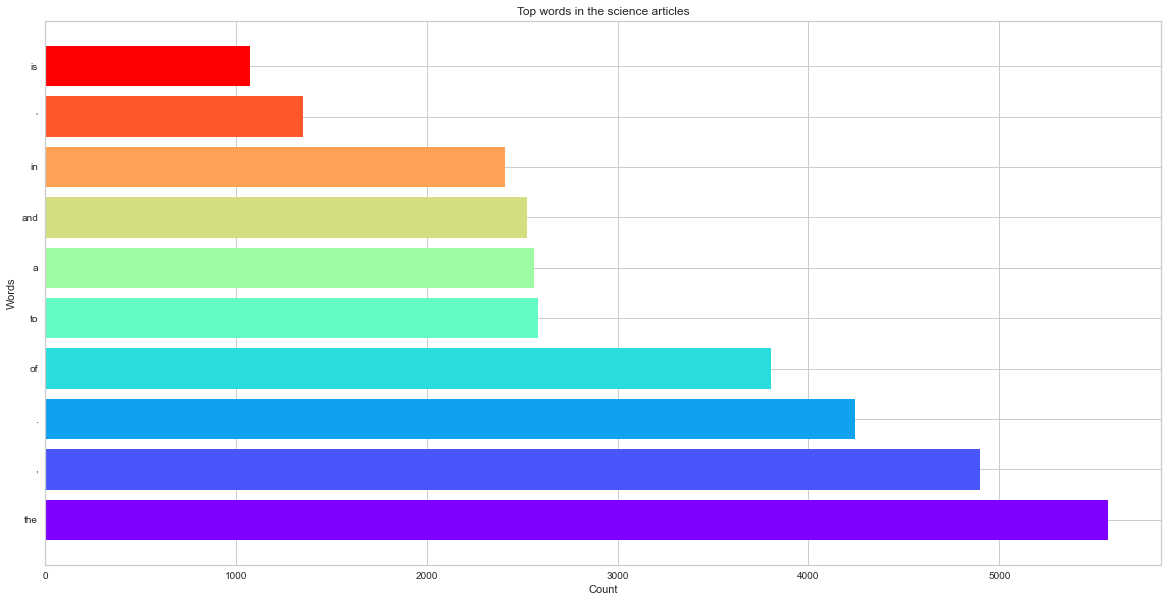 Top words in the science articles
Words
is
'
in
and
a
to
of
.
,
the
0 1000 2000 3000 4000 5000
Count